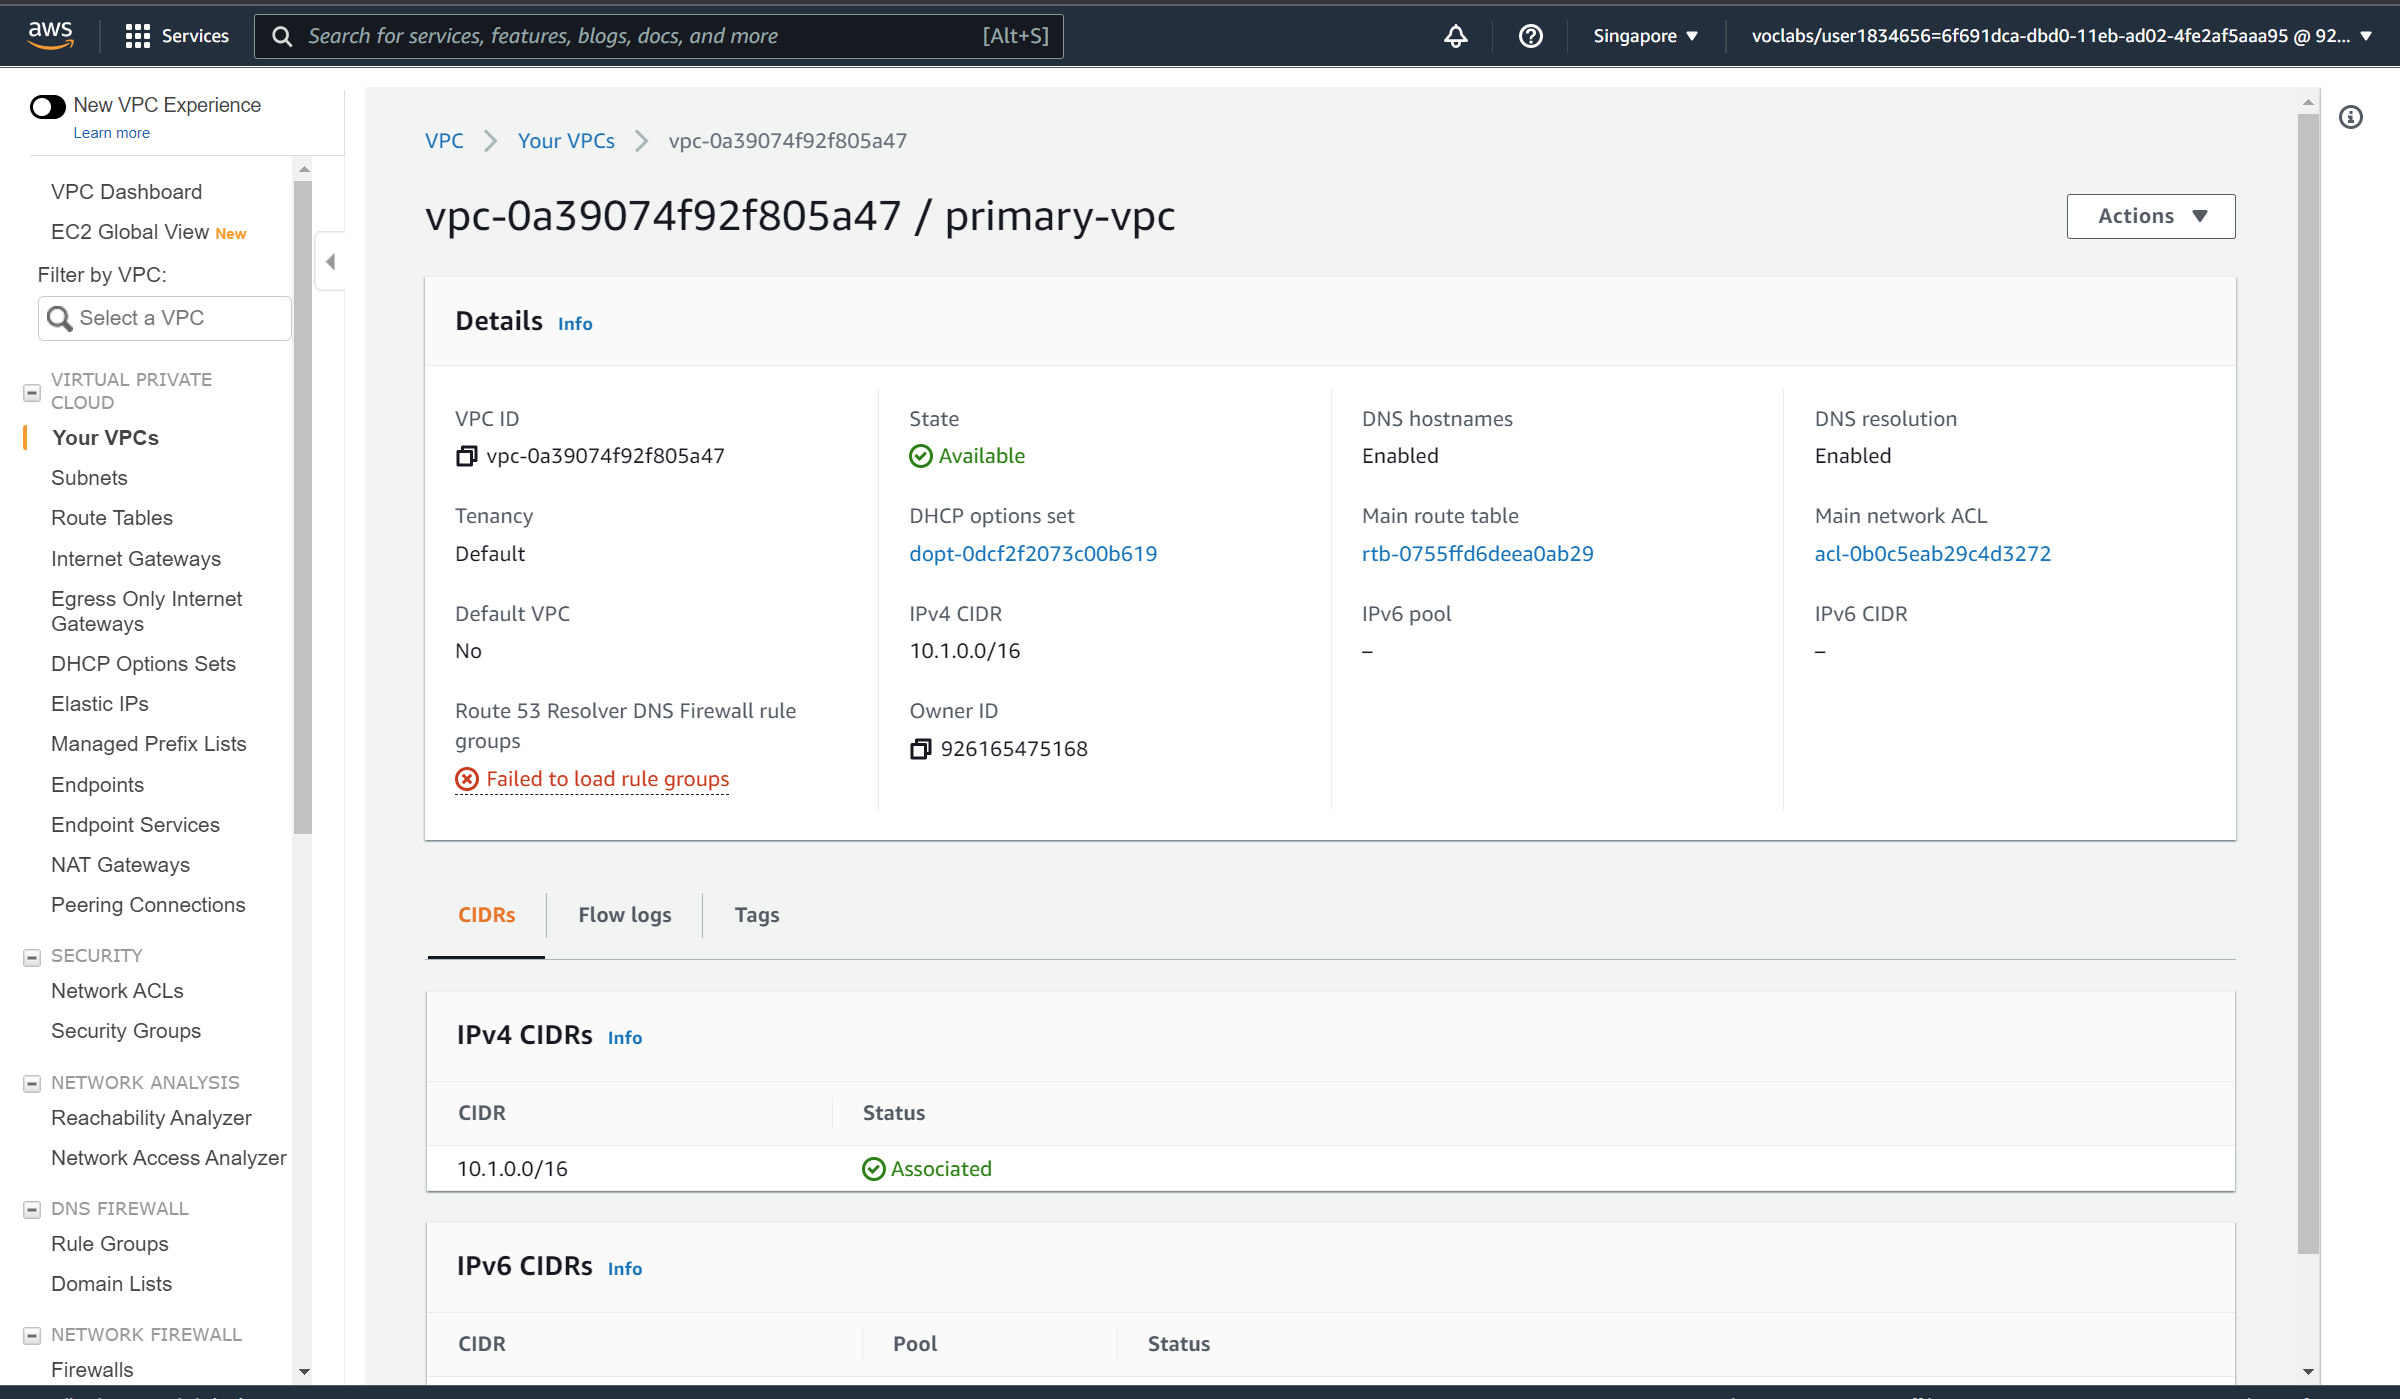 aws
Services
Search for services, features, blogs, docs, and more [Alt+S]
Singapore
voclabs/user1834656=6f691dca-dbd0-11eb-ad02-4fe2af5aaa95 @ 92...
New VPC Experience
Learn more
VPC Dashboard
EC2 Global View New
Filter by VPC:
Select a VPC
VIRTUAL PRIVATE
CLOUD
Your VPCs
Subnets
Route Tables
Internet Gateways
Egress Only Internet
Gateways
DHCP Options Sets
Elastic IPs
Managed Prefix Lists
Endpoints
Endpoint Services
NAT Gateways
Peering Connections
SECURITY
Network ACLs
Security Groups
NETWORK ANALYSIS
Reachability Analyzer
Network Access Analyzer
DNS FIREWALL
Rule Groups
Domain Lists
NETWORK FIREWALL
Firewalls
VPC
Your VPCs
vpc-0a39074f92f805a47
vpc-0a39074f92f805a47 / primary-vpc
Actions
Details Info
VPC ID
vpc-0a39074f92f805a47
State
Available
DNS hostnames
Enabled
DNS resolution
Enabled
Tenancy
Default
DHCP options set
dopt-0dcf2f2073c00b619
Main route table
rtb-0755ffd6deea0ab29
Main network ACL
acl-0b0c5eab29c4d3272
Default VPC
No
IPv4 CIDR
10.1.0.0/16
IPv6 pool
–
IPv6 CIDR
–
Route 53 Resolver DNS Firewall rule
groups
Failed to load rule groups
Owner ID
926165475168
CIDRs
Flow logs
Tags
IPv4 CIDRs Info
CIDR
Status
10.1.0.0/16
Associated
IPv6 CIDRs Info
CIDR
Pool
Status